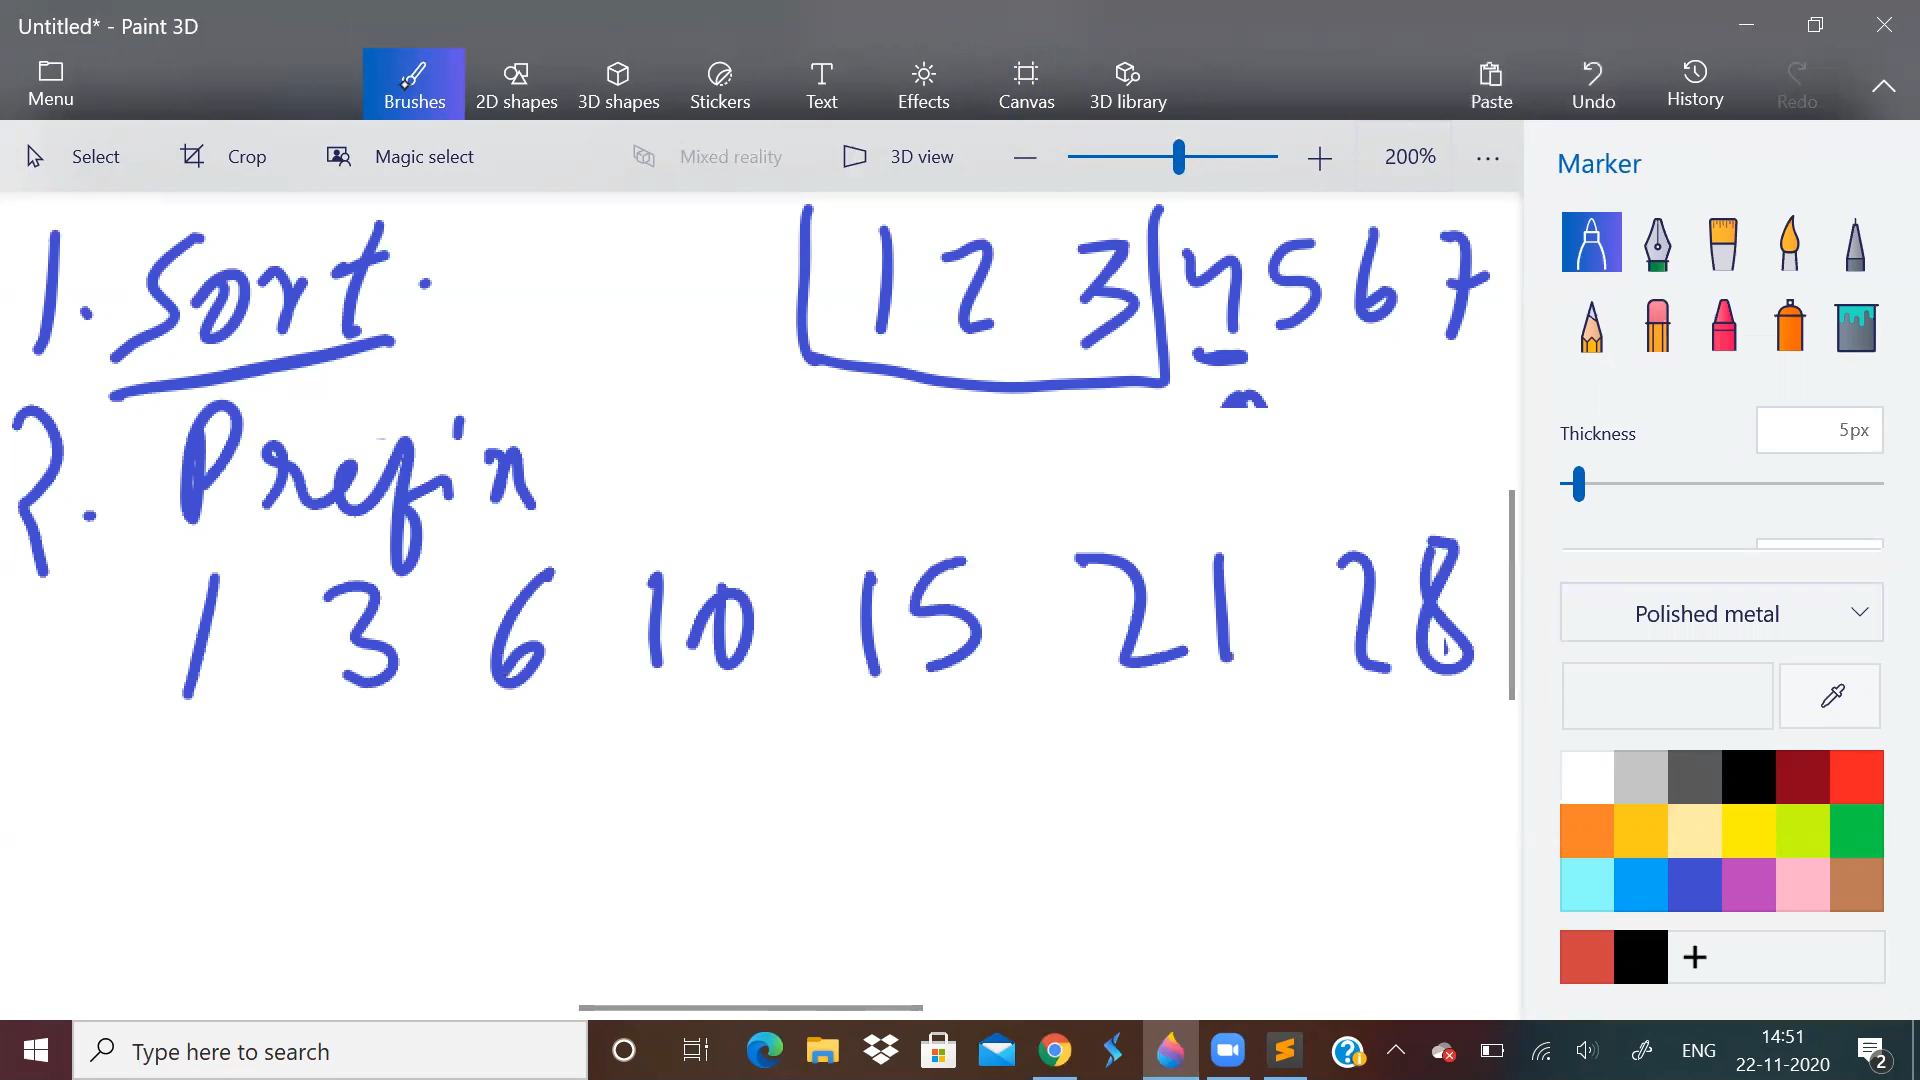 Untitled* - Paint 3D
Menu
Brushes
2D shapes
3D shapes
Stickers
Text
Effects
Canvas
3D library
Paste
Undo
History
Redo
Select
Crop
Magic select
Mixed reality
3D view
200%
...
Marker
1. Sort.
1 2 3 4 5 6 7
2. Prefix
1 3 6 10 15 21 28
Thickness
5px
Polished metal
+
Type here to search
ENG
14:51
22-11-2020
2